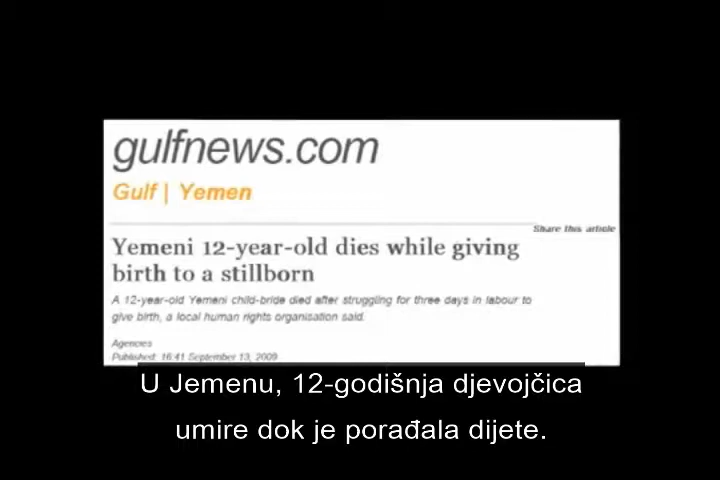 gulfnews.com
Gulf | Yemen
Share this article
Yemeni 12-year-old dies while giving
birth to a stillborn
A 12-year-old Yemeni child-bride died after struggling for three days in labour to
give birth, a local human rights organisation said.
Agencies
Published: 16:41 September 13, 2009
U Jemenu, 12-godišnja djevojčica
umire dok je porađala dijete.